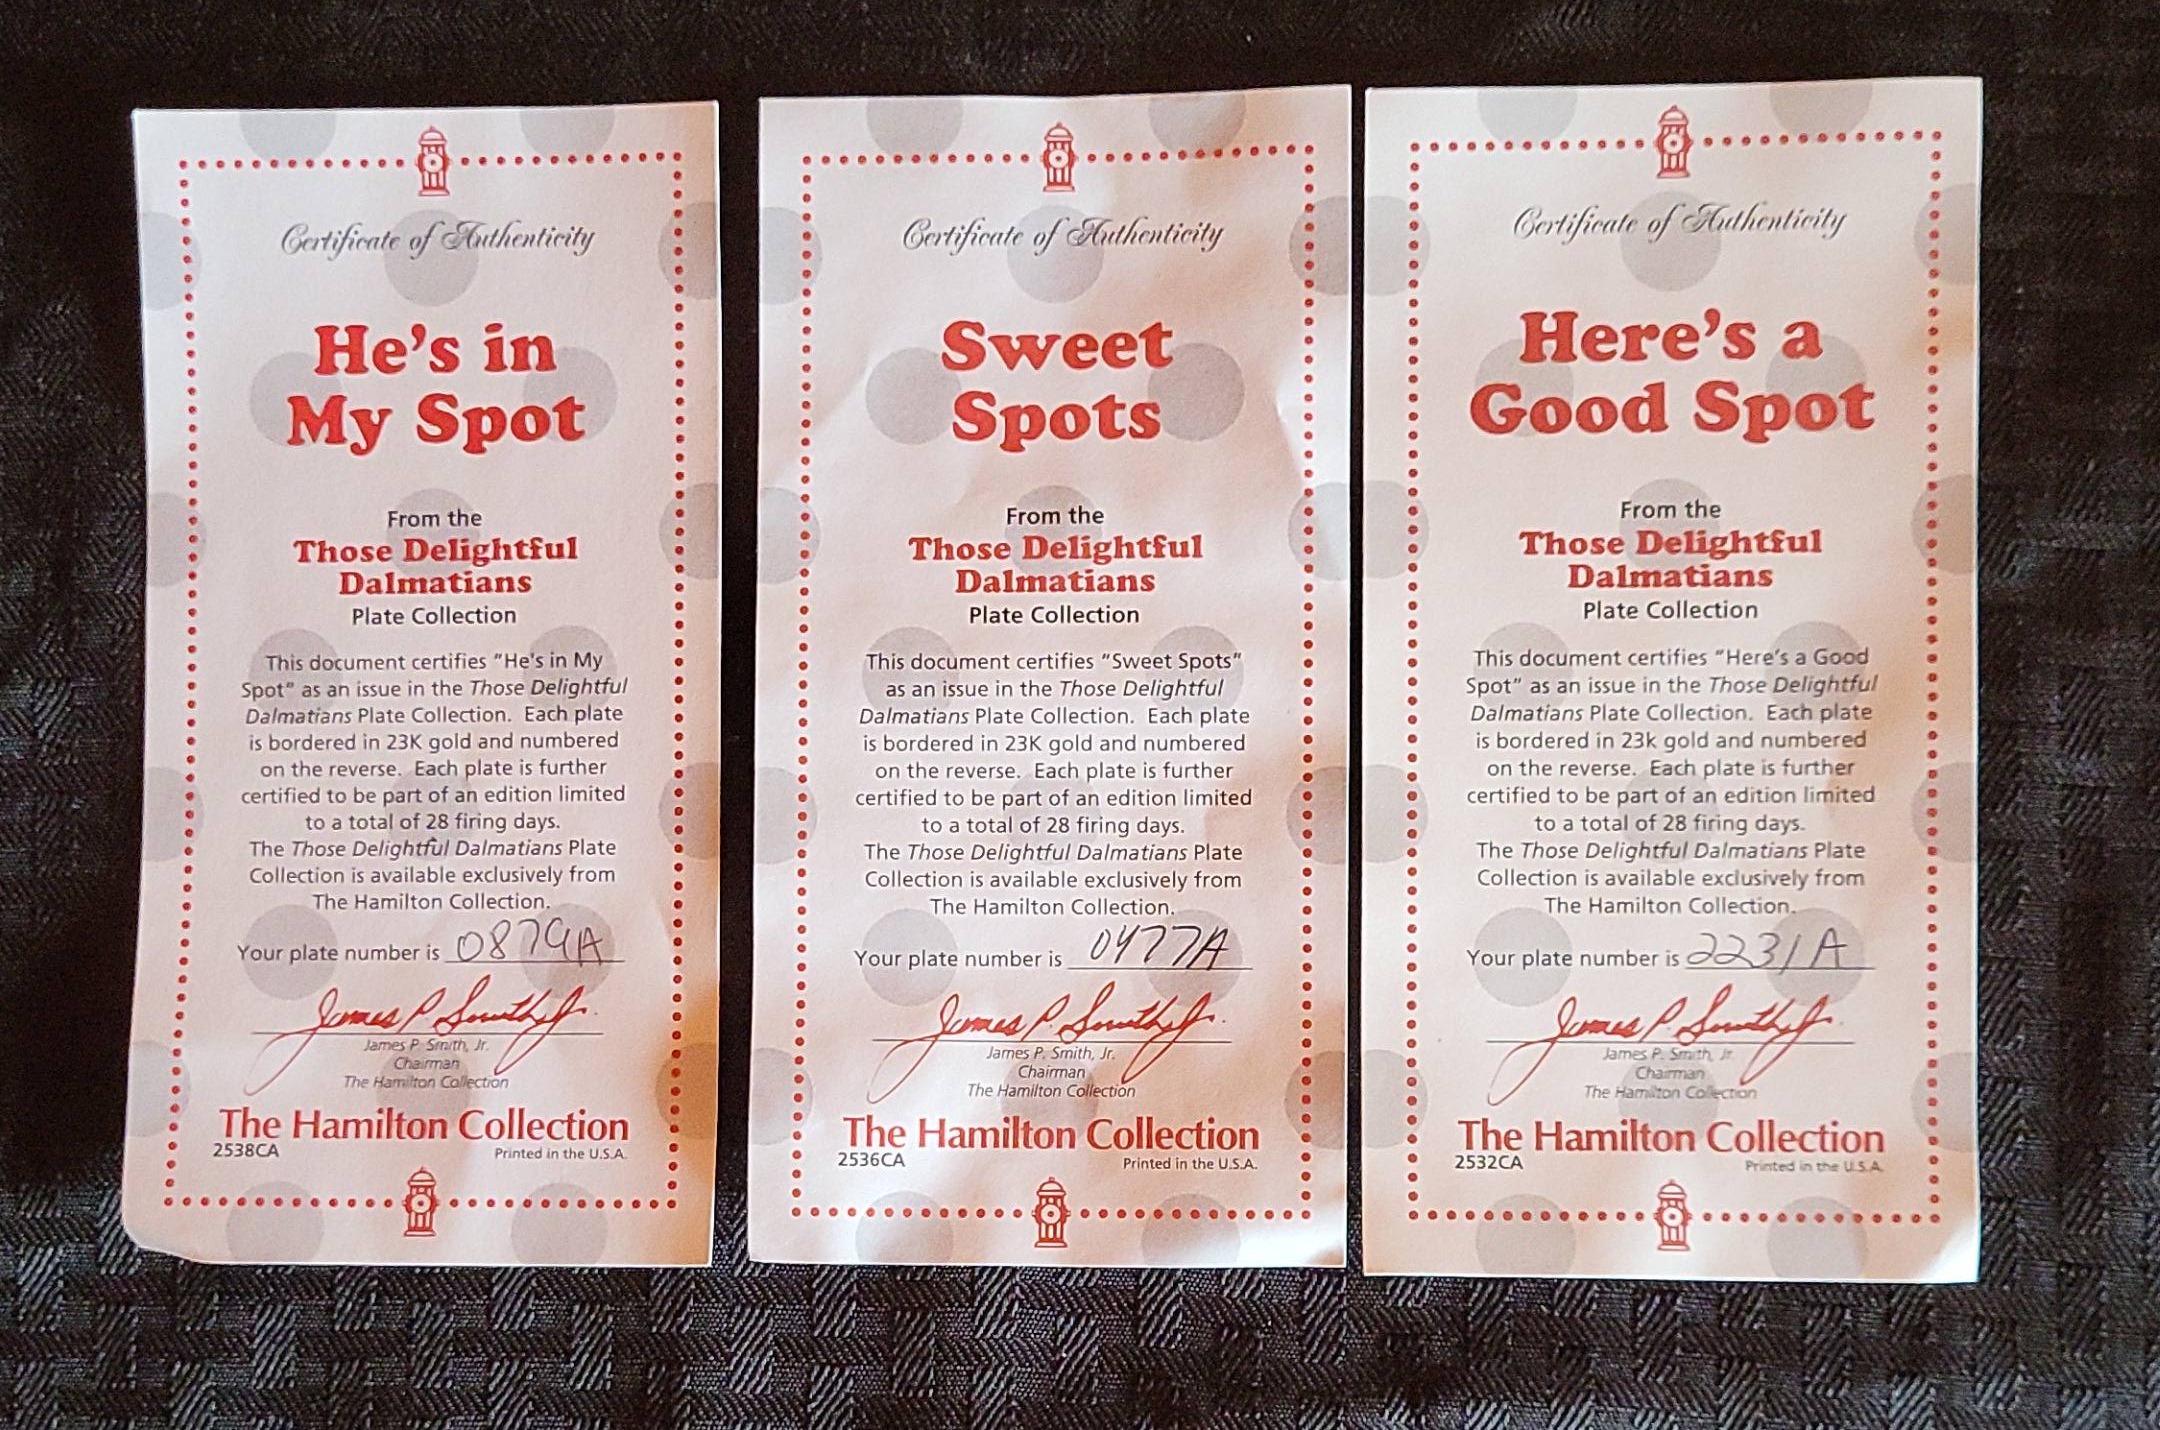 Certificate of Authenticity
He's in
My Spot
From the
Those Delightful
Dalmatians
Plate Collection
This document certifies "He's in My
Spot" as an issue in the Those Delightful
Dalmatians Plate Collection. Each plate
is bordered in 23K gold and numbered
on the reverse. Each plate is further
certified to be part of an edition limited
to a total of 28 firing days.
The Those Delightful Dalmatians Plate
Collection is available exclusively from
The Hamilton Collection.
Your plate number is 0879A
James P. Smith, Jr.
James P. Smith, Jr.
Chairman
The Hamilton Collection
The Hamilton Collection
2538CA Printed in the U.S.A.
Certificate of Authenticity
Sweet
Spots
From the
Those Delightful
Dalmatians
Plate Collection
This document certifies "Sweet Spots"
as an issue in the Those Delightful
Dalmatians Plate Collection. Each plate
is bordered in 23K gold and numbered
on the reverse. Each plate is further
certified to be part of an edition limited
to a total of 28 firing days.
The Those Delightful Dalmatians Plate
Collection is available exclusively from
The Hamilton Collection.
Your plate number is 0477A
James P. Smith, Jr.
James P. Smith, Jr.
Chairman
The Hamilton Collection
The Hamilton Collection
2536CA Printed in the U.S.A.
Certificate of Authenticity
Here's a
Good Spot
From the
Those Delightful
Dalmatians
Plate Collection
This document certifies "Here's a Good
Spot" as an issue in the Those Delightful
Dalmatians Plate Collection. Each plate
is bordered in 23k gold and numbered
on the reverse. Each plate is further
certified to be part of an edition limited
to a total of 28 firing days.
The Those Delightful Dalmatians Plate
Collection is available exclusively from
The Hamilton Collection.
Your plate number is 2231A
James P. Smith, Jr.
James P. Smith, Jr.
Chairman
The Hamilton Collection
The Hamilton Collection
2532CA Printed in the U.S.A.